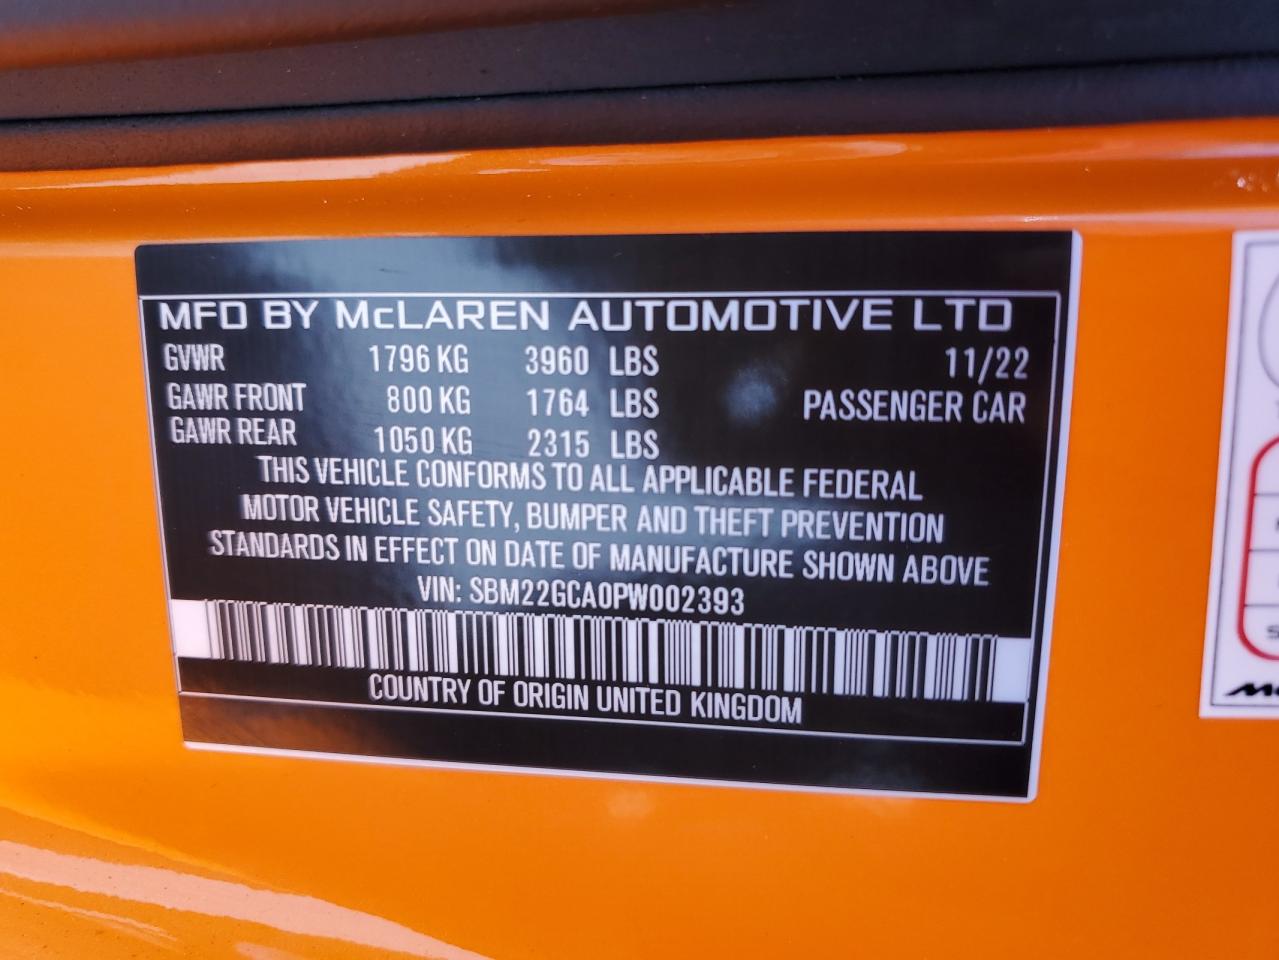 MFD BY McLAREN AUTOMOTIVE LTD
GVWR 1796 KG 3960 LBS 11/22
GAWR FRONT 800 KG 1764 LBS PASSENGER CAR
GAWR REAR 1050 KG 2315 LBS
THIS VEHICLE CONFORMS TO ALL APPLICABLE FEDERAL
MOTOR VEHICLE SAFETY, BUMPER AND THEFT PREVENTION
STANDARDS IN EFFECT ON DATE OF MANUFACTURE SHOWN ABOVE
VIN: SBM22GCA0PW002393
COUNTRY OF ORIGIN UNITED KINGDOM